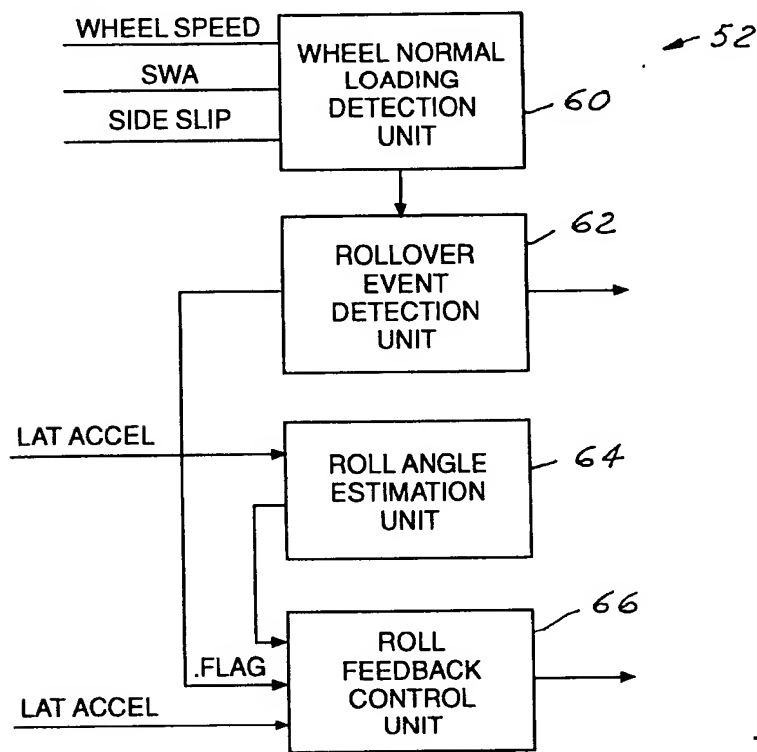 WHEEL SPEED
SWA
SIDE SLIP
WHEEL NORMAL
LOADING
DETECTION
UNIT
52
60
ROLLOVER
EVENT
DETECTION
UNIT
62
LAT ACCEL
ROLL ANGLE
ESTIMATION
UNIT
64
.FLAG
LAT ACCEL
ROLL
FEEDBACK
CONTROL
UNIT
66